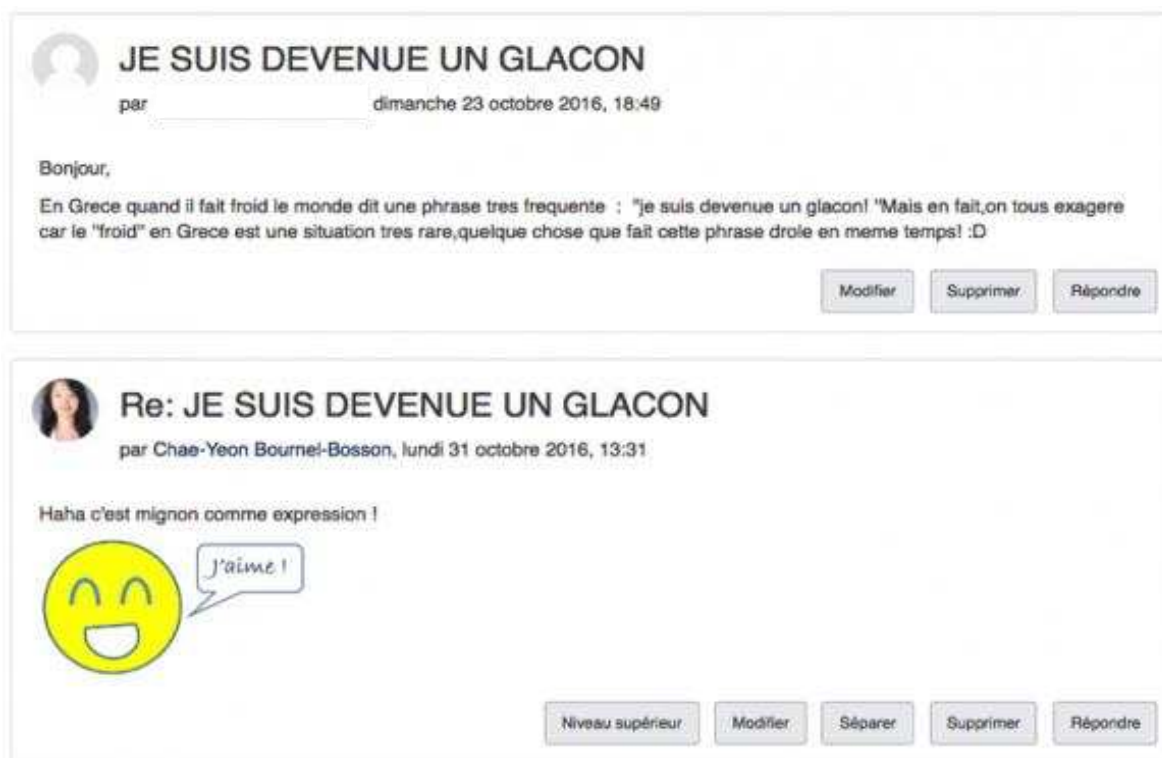 JE SUIS DEVENUE UN GLACON
par dimanche 23 octobre 2016, 18:49
Bonjour,
En Grece quand il fait froid le monde dit une phrase tres frequente : "je suis devenue un glacon! "Mais en fait,on tous exagere
car le "froid" en Grece est une situation tres rare,quelque chose que fait cette phrase drole en meme temps! :D
Modifier Supprimer Répondre
Re: JE SUIS DEVENUE UN GLACON
par Chae-Yeon Bournel-Bosson, lundi 31 octobre 2016, 13:31
Haha c'est mignon comme expression !
J'aime !
Niveau supérieur Modifier Séparer Supprimer Répondre